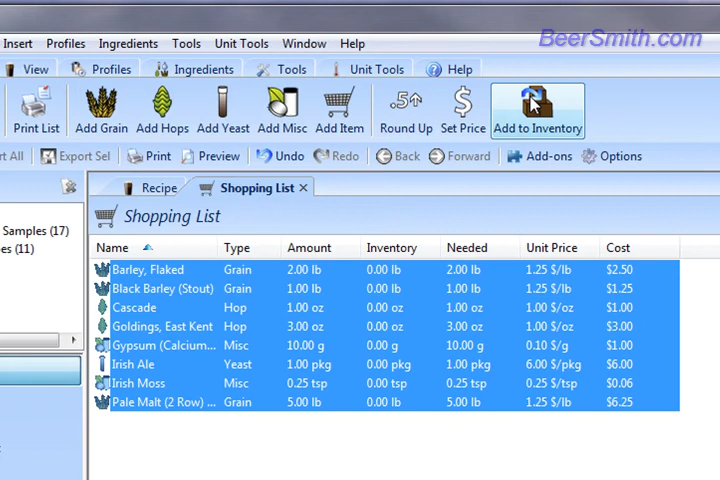 BeerSmith.com
Insert Profiles Ingredients Tools Unit Tools Window Help
View Profiles Ingredients Tools Unit Tools Help
Print List Add Grain Add Hops Add Yeast Add Misc Add Item .5 Round Up $ Set Price Add to Inventory
rt All Export Sel Print Preview Undo Redo Back Forward Add-ons Options
Recipe Shopping List
Samples (17)
es (11)
Shopping List
Name Type Amount Inventory Needed Unit Price Cost
Barley, Flaked Grain 2.00 lb 0.00 lb 2.00 lb 1.25 $/lb $2.50
Black Barley (Stout) Grain 1.00 lb 0.00 lb 1.00 lb 1.25 $/lb $1.25
Cascade Hop 1.00 oz 0.00 oz 1.00 oz 1.00 $/oz $1.00
Goldings, East Kent Hop 3.00 oz 0.00 oz 3.00 oz 1.00 $/oz $3.00
Gypsum (Calcium... Misc 10.00 g 0.00 g 10.00 g 0.10 $/g $1.00
Irish Ale Yeast 1.00 pkg 0.00 pkg 1.00 pkg 6.00 $/pkg $6.00
Irish Moss Misc 0.25 tsp 0.00 tsp 0.25 tsp 0.25 $/tsp $0.06
Pale Malt (2 Row) ... Grain 5.00 lb 0.00 lb 5.00 lb 1.25 $/lb $6.25